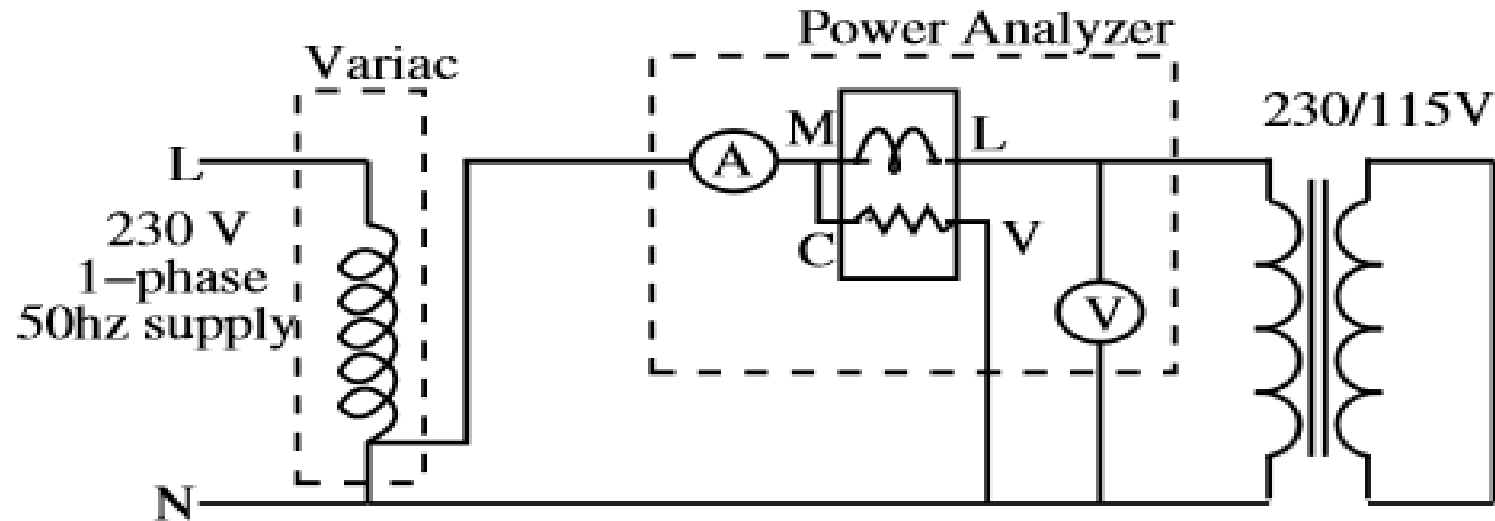 Power Analyzer
Variac
230/115V
M
L
L
A
230 V
1-phase
50hz supply
C
V
V
N